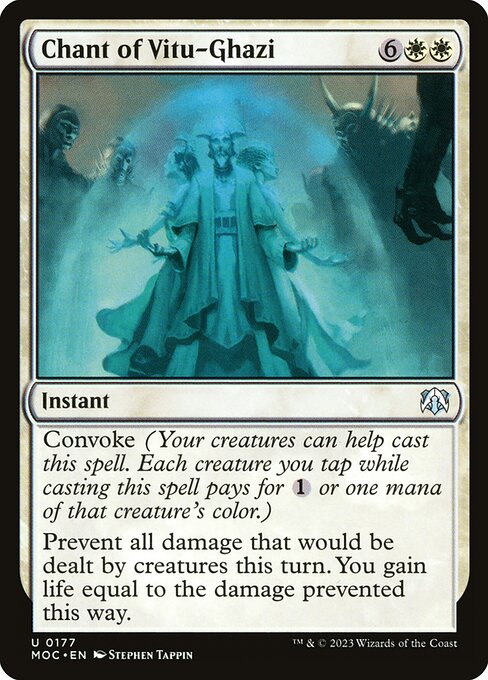 Chant of Vitu-Ghazi 6
Instant
Convoke (Your creatures can help cast
this spell. Each creature you tap while
casting this spell pays for 1 or one mana
of that creature's color.)
Prevent all damage that would be
dealt by creatures this turn. You gain
life equal to the damage prevented
this way.
U 0177
MOC • EN Stephen Tappin
™ & © 2023 Wizards of the Coast